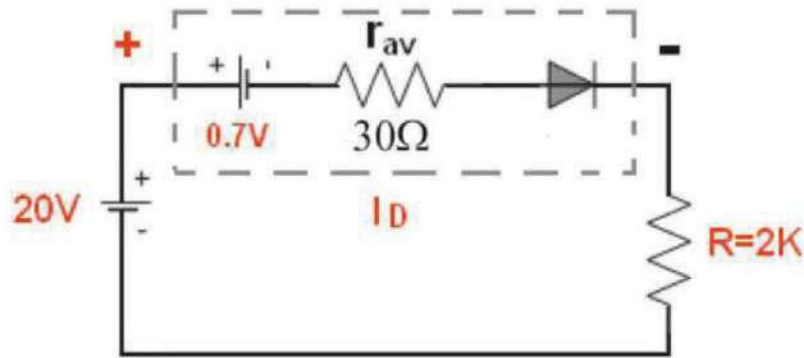 + r_av -
+ -
0.7V 30Ω
+
20V I_D R=2K
-